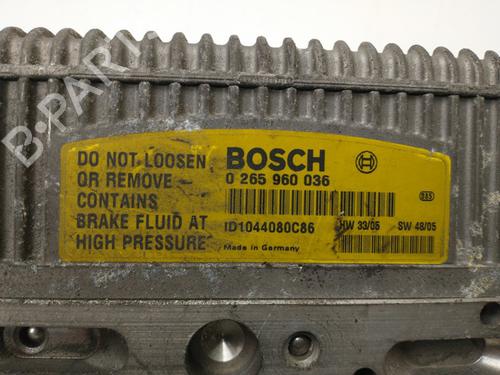 B-PARTS
DO NOT LOOSEN
OR REMOVE
CONTAINS
BRAKE FLUID AT
HIGH PRESSURE
BOSCH
0 265 960 036
ID1044080C86
HW 33/05 SW 48/05
Made in Germany